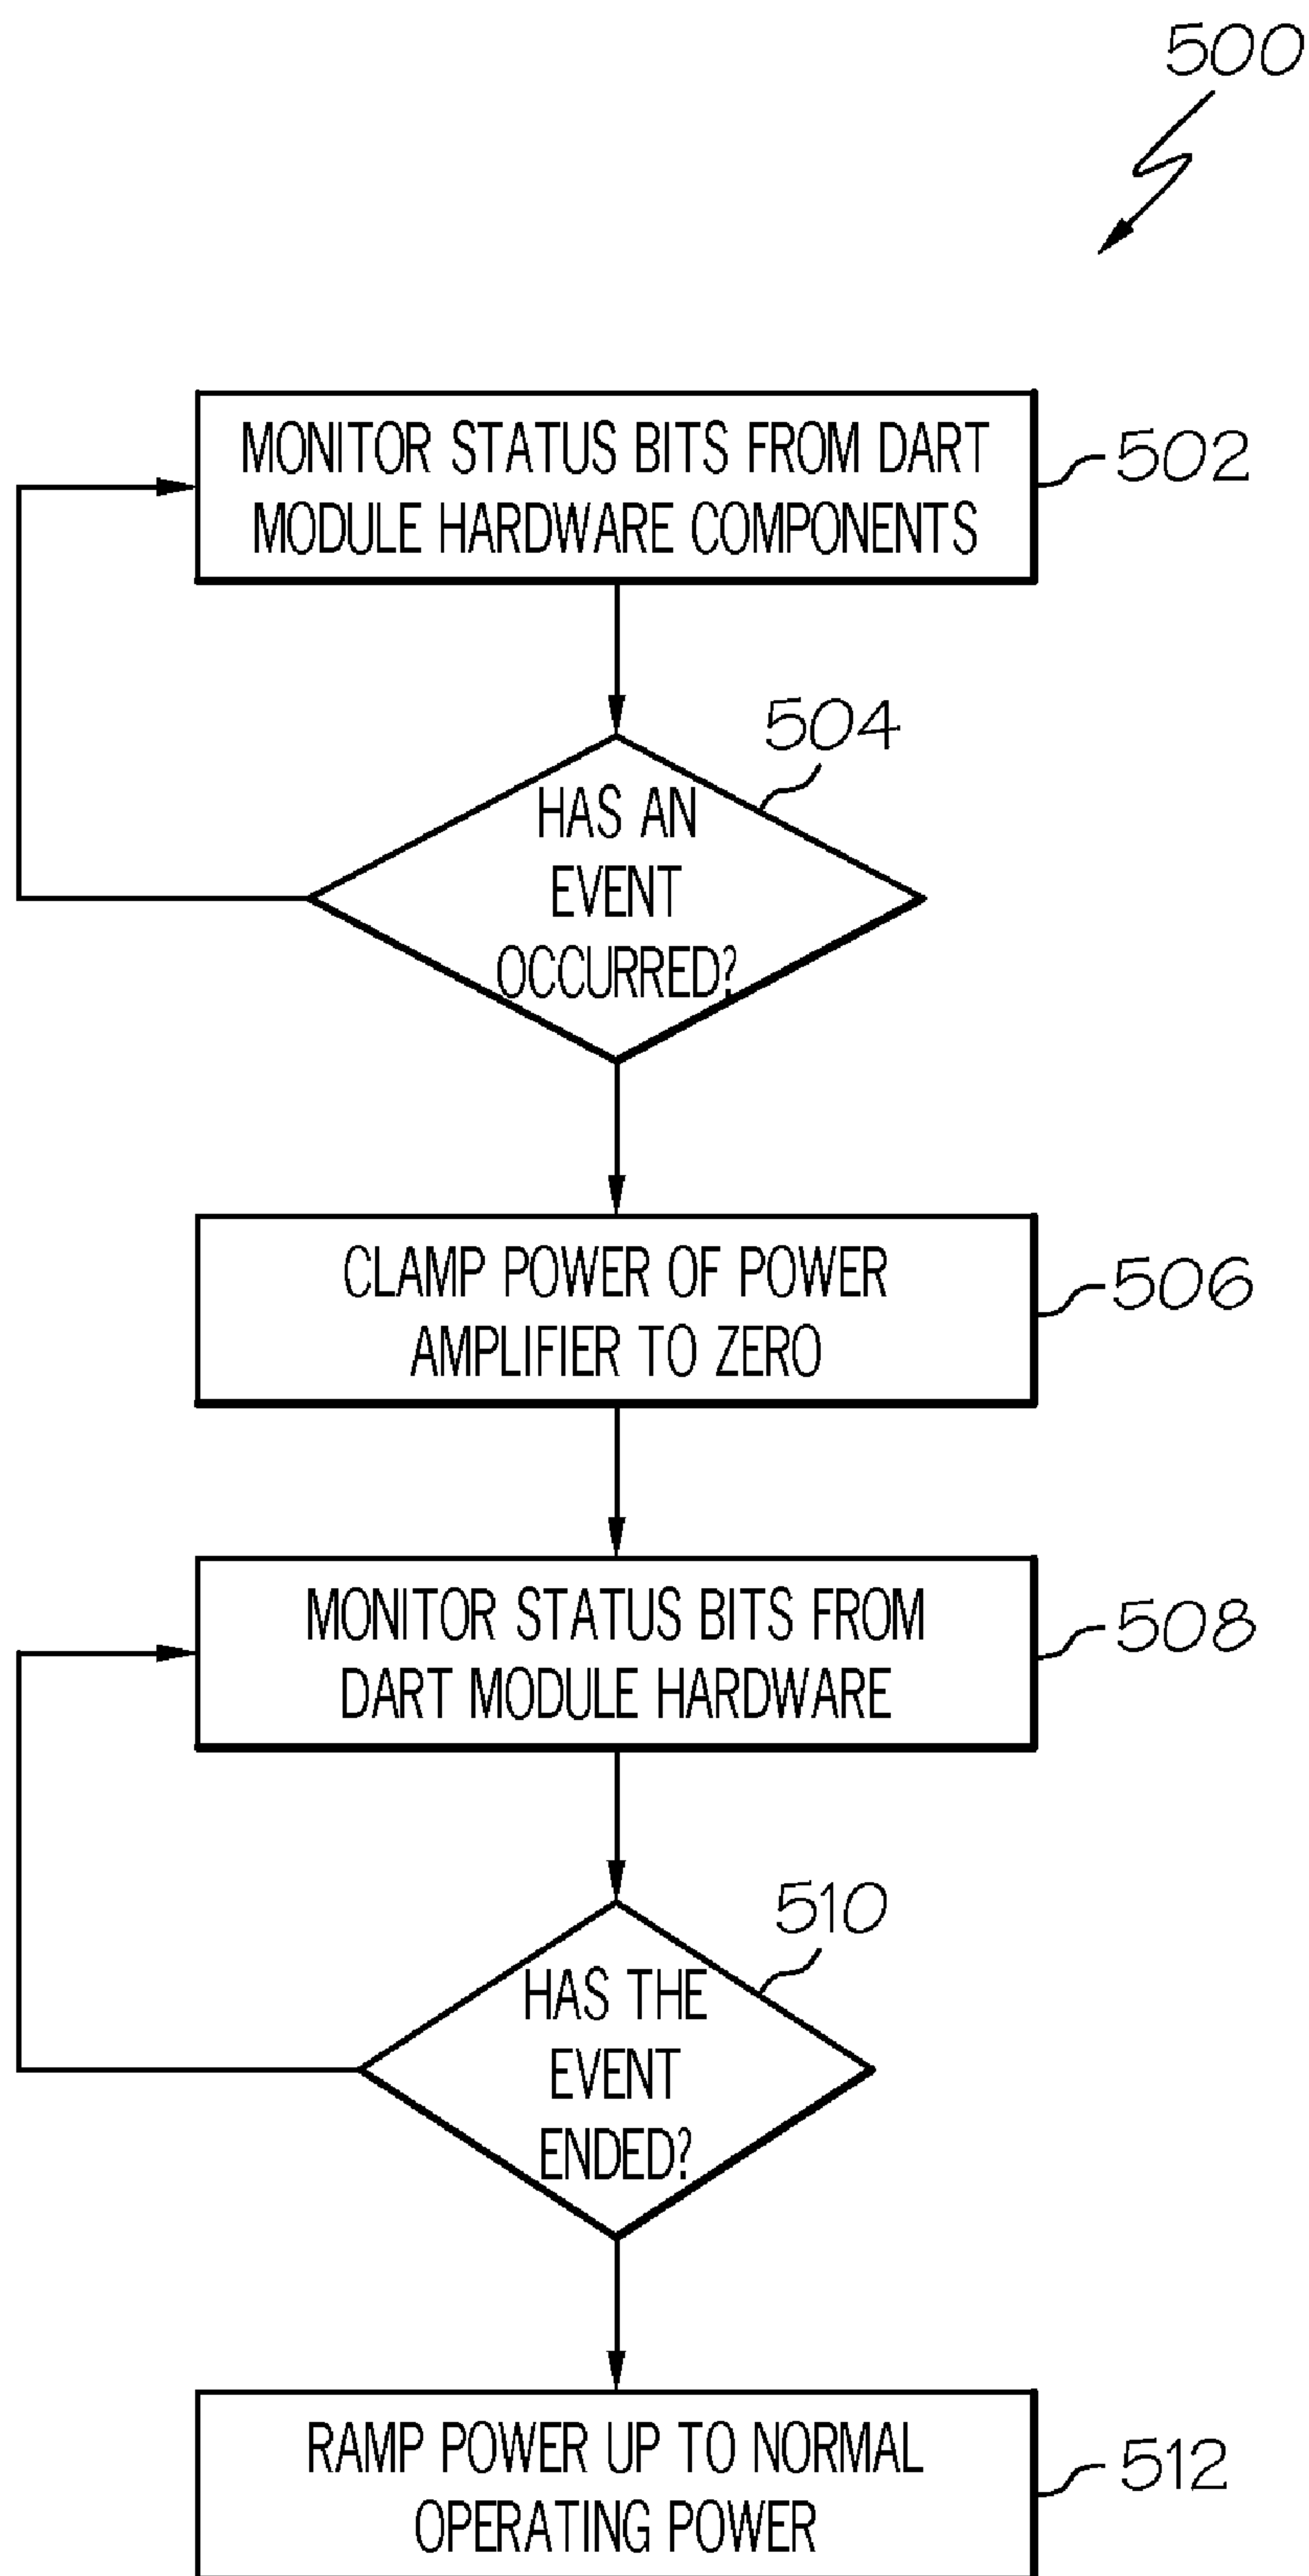 500
MONITOR STATUS BITS FROM DART
MODULE HARDWARE COMPONENTS
502
504
HAS AN
EVENT
OCCURRED?
CLAMP POWER OF POWER
AMPLIFIER TO ZERO
506
MONITOR STATUS BITS FROM
DART MODULE HARDWARE
508
510
HAS THE
EVENT
ENDED?
RAMP POWER UP TO NORMAL
OPERATING POWER
512